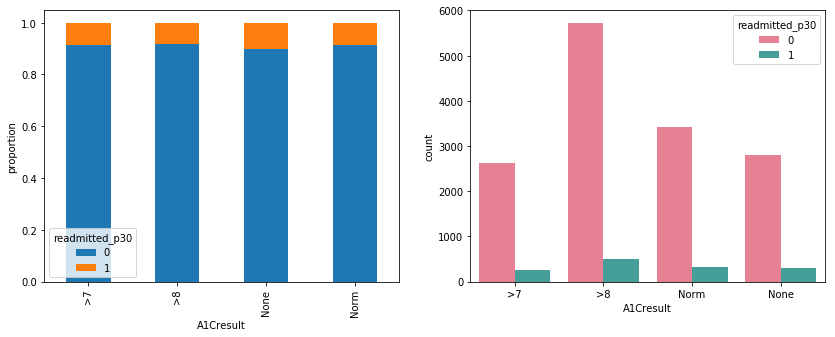 1.0
0.8
0.6
0.4
0.2
0.0
proportion
readmitted_p30
0
1
>7
>8
None
Norm
A1Cresult
6000
5000
4000
3000
2000
1000
0
count
readmitted_p30
0
1
>7
>8
Norm
None
A1Cresult